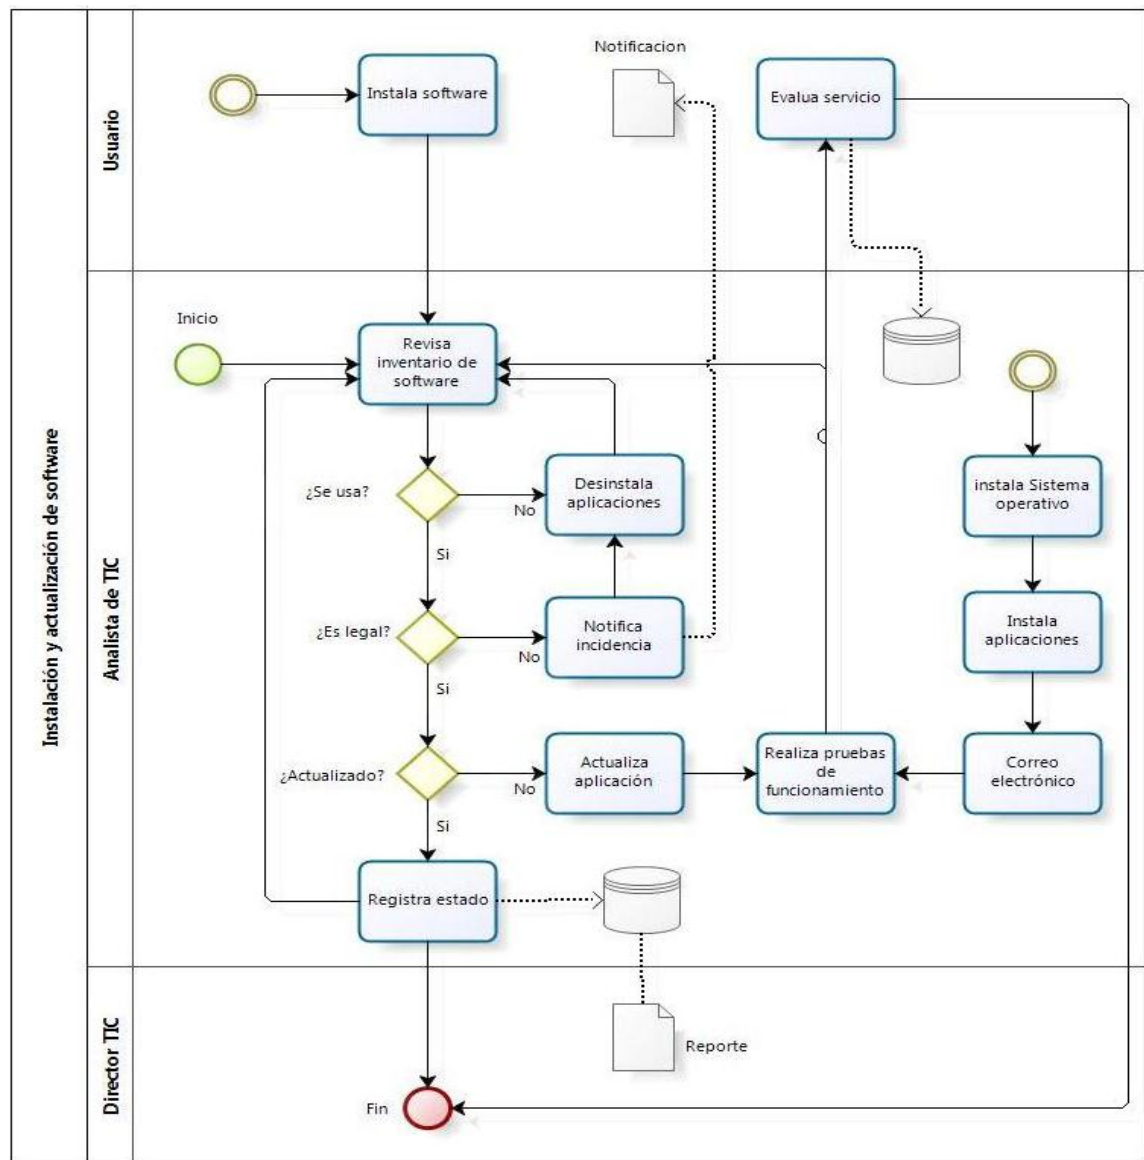 Instalación y actualización de software
Usuario
Instala software
Notificacion
Evalua servicio
Analista de TIC
Inicio
Revisa
inventario de
software
¿Se usa?
No
Desinstala
aplicaciones
Si
¿Es legal?
No
Notifica
incidencia
Si
¿Actualizado?
No
Actualiza
aplicación
Realiza pruebas
de
funcionamiento
instala Sistema
operativo
Instala
aplicaciones
Correo
electrónico
Si
Registra estado
Director TIC
Reporte
Fin